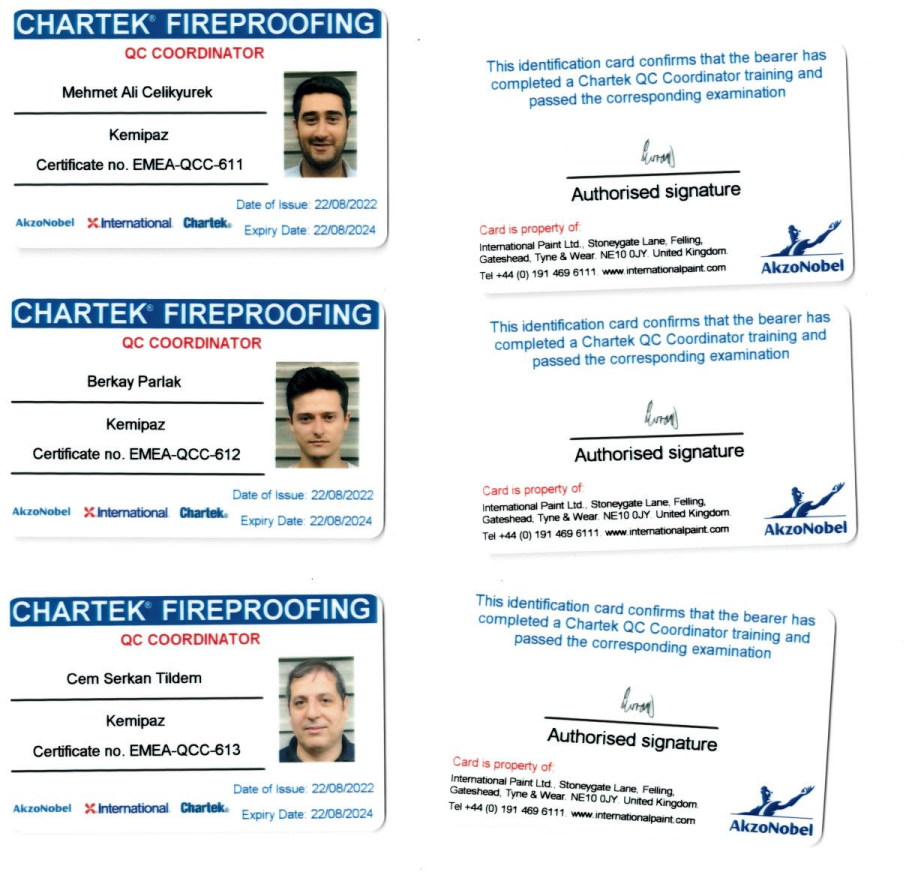 CHARTEK® FIREPROOFING
QC COORDINATOR
Mehmet Ali Celikyurek
Kemipaz
Certificate no. EMEA-QCC-611
Date of Issue: 22/08/2022
AkzoNobel International Chartek®
Expiry Date: 22/08/2024
This identification card confirms that the bearer has
completed a Chartek QC Coordinator training and
passed the corresponding examination
Authorised signature
Card is property of:
International Paint Ltd., Stoneygate Lane, Felling,
Gateshead, Tyne & Wear. NE10 0JY. United Kingdom.
Tel +44 (0) 191 469 6111. www.internationalpaint.com
AkzoNobel
CHARTEK® FIREPROOFING
QC COORDINATOR
Berkay Parlak
Kemipaz
Certificate no. EMEA-QCC-612
Date of Issue: 22/08/2022
AkzoNobel International Chartek®
Expiry Date: 22/08/2024
This identification card confirms that the bearer has
completed a Chartek QC Coordinator training and
passed the corresponding examination
Authorised signature
Card is property of:
International Paint Ltd., Stoneygate Lane, Felling,
Gateshead, Tyne & Wear. NE10 0JY. United Kingdom.
Tel +44 (0) 191 469 6111. www.internationalpaint.com
AkzoNobel
CHARTEK® FIREPROOFING
QC COORDINATOR
Cem Serkan Tildem
Kemipaz
Certificate no. EMEA-QCC-613
Date of Issue: 22/08/2022
AkzoNobel International Chartek®
Expiry Date: 22/08/2024
This identification card confirms that the bearer has
completed a Chartek QC Coordinator training and
passed the corresponding examination
Authorised signature
Card is property of:
International Paint Ltd., Stoneygate Lane, Felling,
Gateshead, Tyne & Wear. NE10 0JY. United Kingdom.
Tel +44 (0) 191 469 6111. www.internationalpaint.com
AkzoNobel